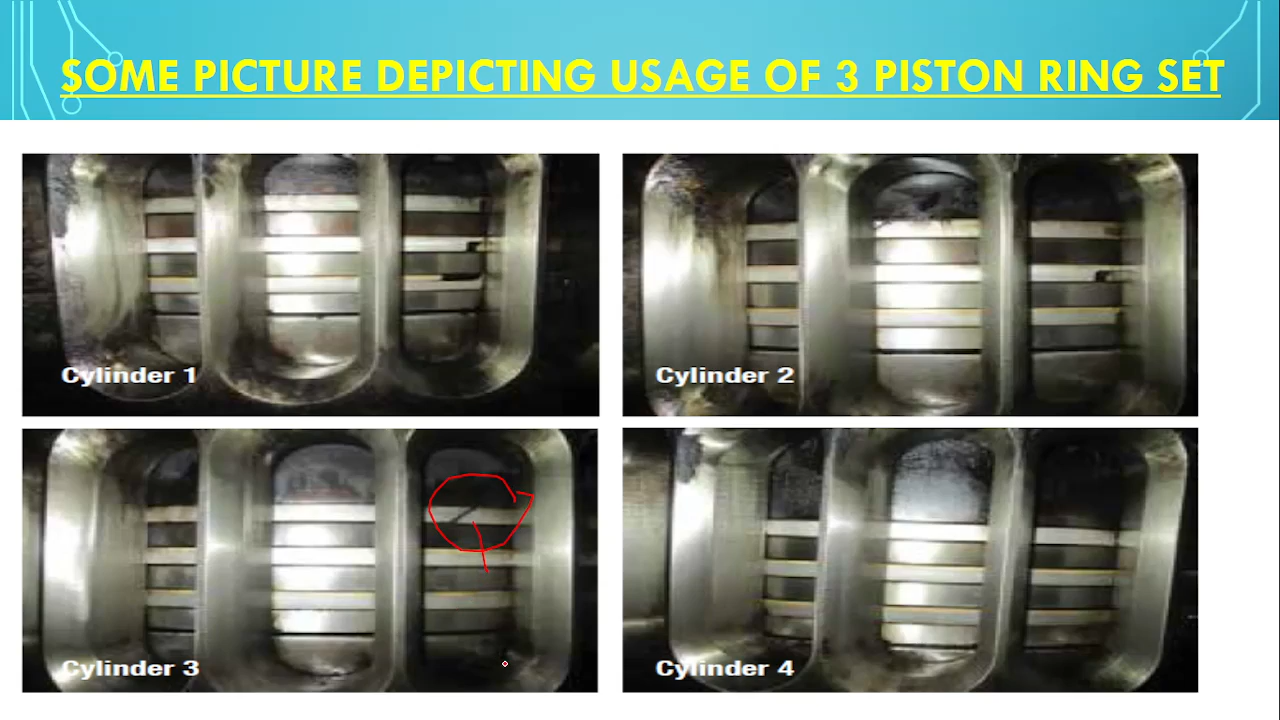 SOME PICTURE DEPICTING USAGE OF 3 PISTON RING SET
Cylinder 1
Cylinder 2
Cylinder 3
Cylinder 4